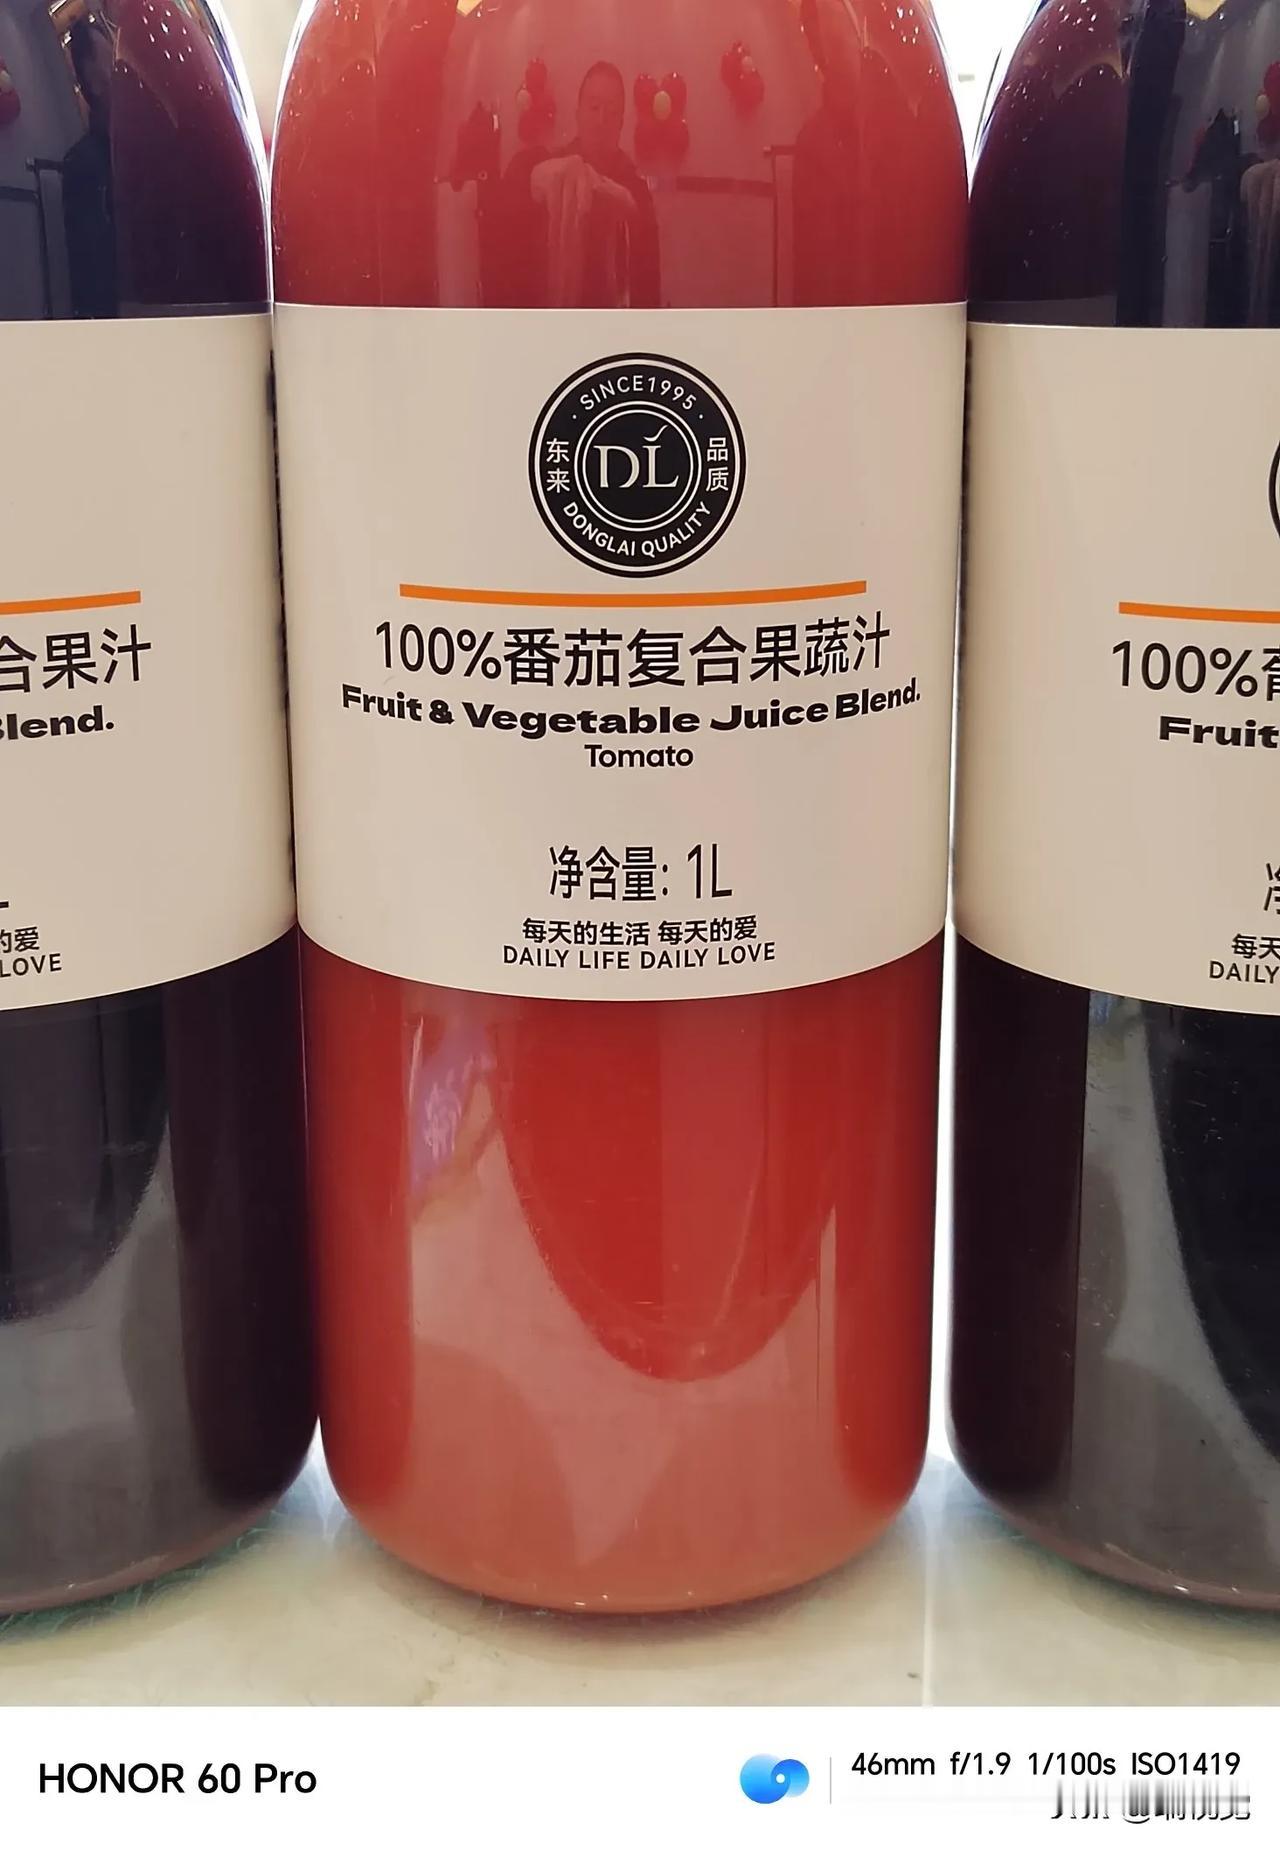 SINCE1995
东来
品质
DL
DONGLAI QUALITY
100%番茄复合果蔬汁
Fruit & Vegetable Juice Blend.
Tomato
净含量: 1L
每天的生活 每天的爱
DAILY LIFE DAILY LOVE
合果汁
Blend.
的爱
LOVE
100%葡
Fruit
净
每天
DAILY
HONOR 60 Pro
46mm f/1.9 1/100s ISO1419